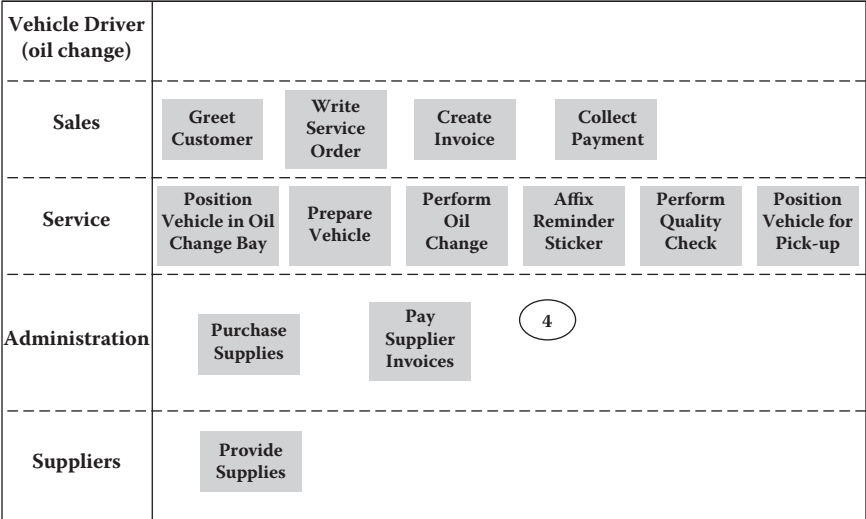 Vehicle Driver
(oil change)
Sales
Greet
Customer
Write
Service
Order
Create
Invoice
Collect
Payment
Service
Position
Vehicle in Oil
Change Bay
Prepare
Vehicle
Perform
Oil
Change
Affix
Reminder
Sticker
Perform
Quality
Check
Position
Vehicle for
Pick-up
Administration
Purchase
Supplies
Pay
Supplier
Invoices
4
Suppliers
Provide
Supplies